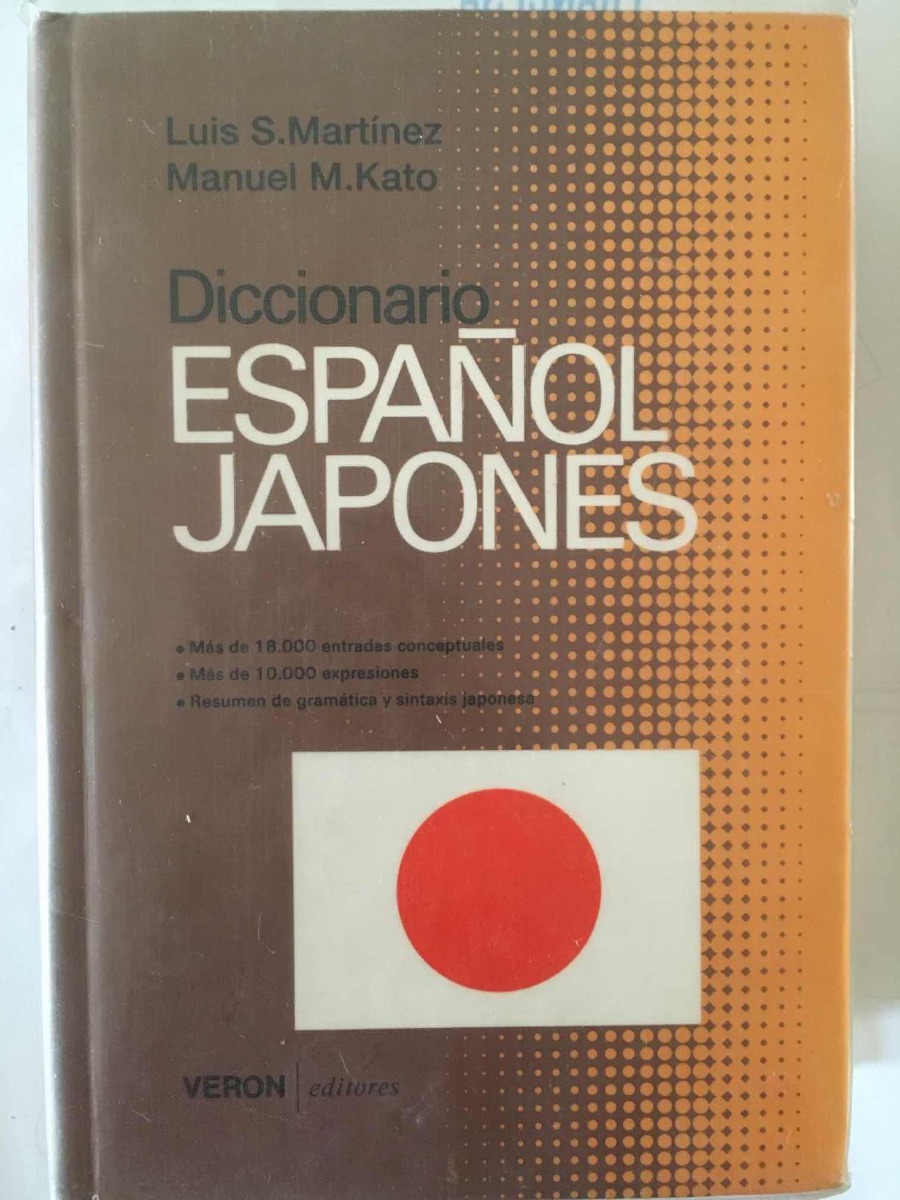 Luis S.Martínez
Manuel M.Kato
Diccionario
ESPAÑOL
JAPONES
• Más de 18.000 entradas conceptuales
• Más de 10.000 expresiones
• Resumen de gramática y sintaxis japonesa
VERON editores